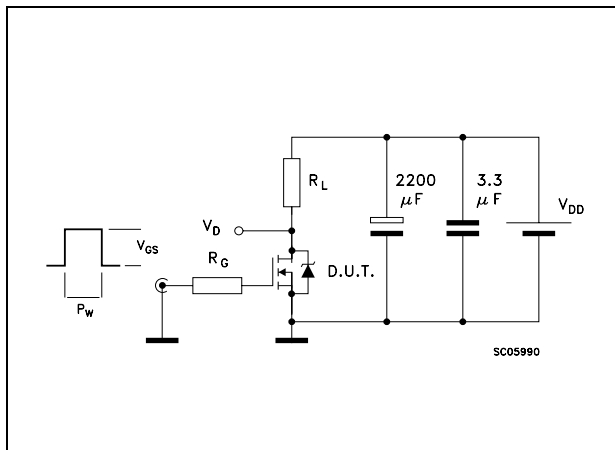 R_L
2200
μF
3.3
μF
V_DD
V_D
V_GS
R_G
D.U.T.
P_W
SC05990